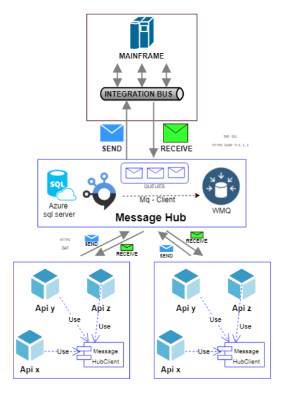 MAINFRAME
INTEGRATION BUS
SEND
RECEIVE
QUEUES
Azure
sql server
Mq - Client
WMQ
Message Hub
SEND
RECEIVE
SEND
RECEIVE
Api y
Api z
Use
Use
Api x
Use
Message
HubClient
Api y
Api z
Use
Use
Api x
Use
Message
HubClient